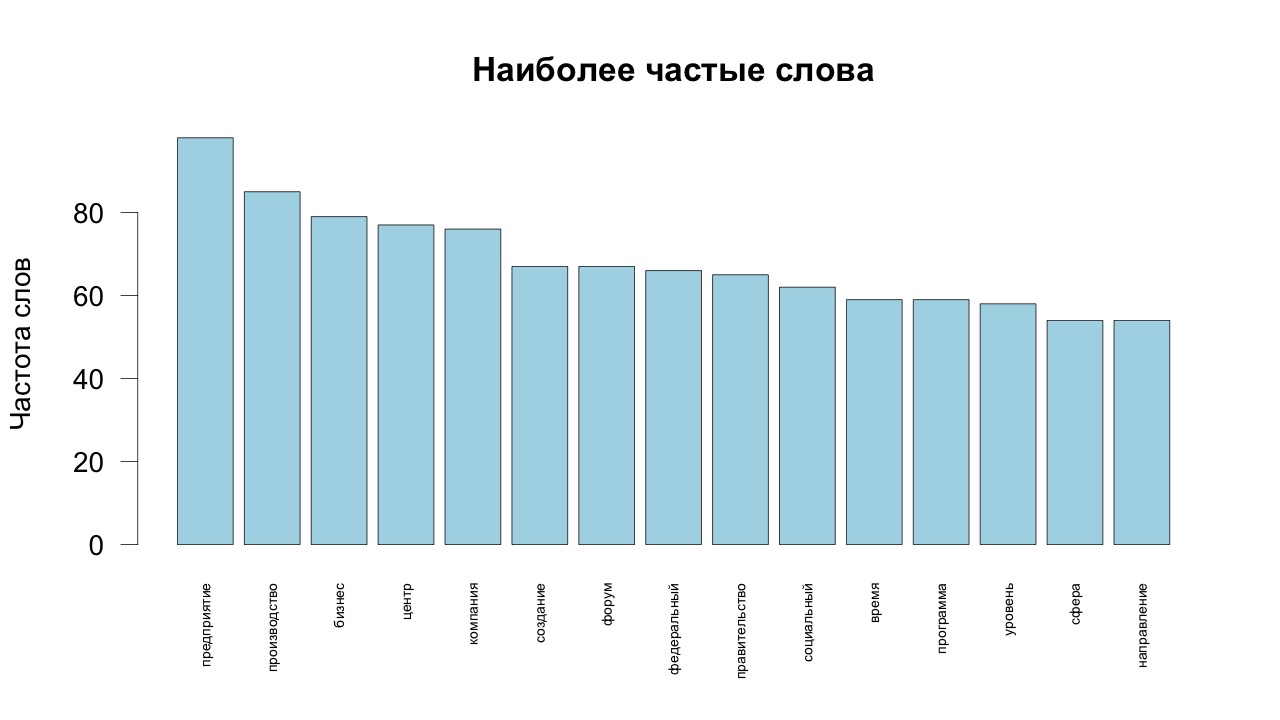 Наиболее частые слова
Частота слов
80
60
40
20
0
предприятие
производство
бизнес
центр
компания
создание
форум
федеральный
правительство
социальный
время
программа
уровень
сфера
направление